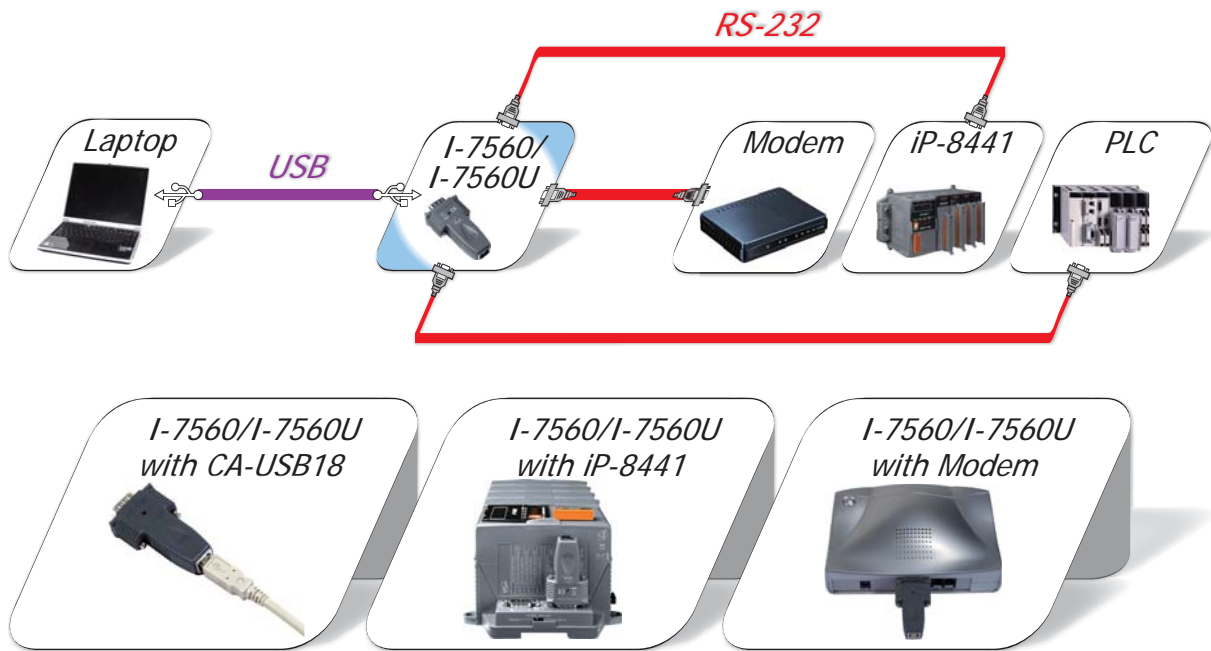 RS-232
Laptop
USB
I-7560/
I-7560U
Modem
iP-8441
PLC
I-7560/I-7560U
with CA-USB18
I-7560/I-7560U
with iP-8441
I-7560/I-7560U
with Modem